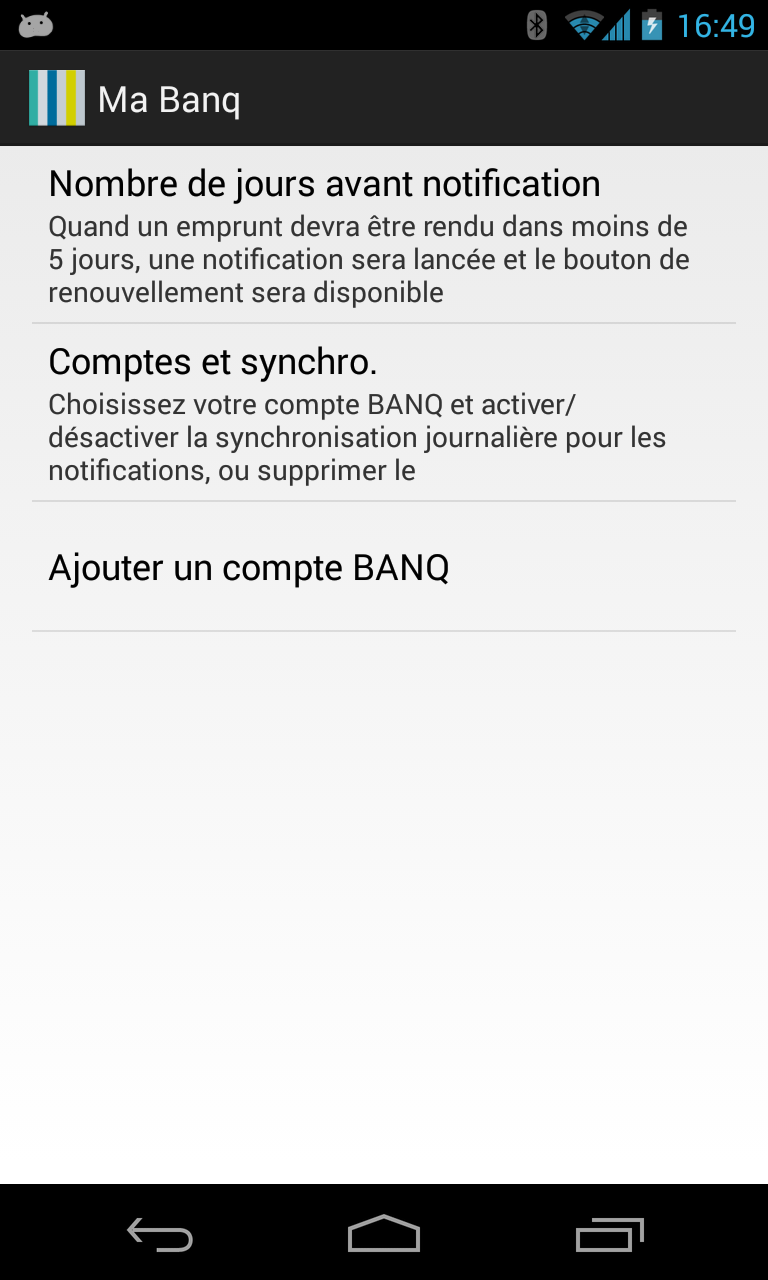 16:49
Ma Banq
Nombre de jours avant notification
Quand un emprunt devra être rendu dans moins de
5 jours, une notification sera lancée et le bouton de
renouvellement sera disponible
Comptes et synchro.
Choisissez votre compte BANQ et activer/
désactiver la synchronisation journalière pour les
notifications, ou supprimer le
Ajouter un compte BANQ